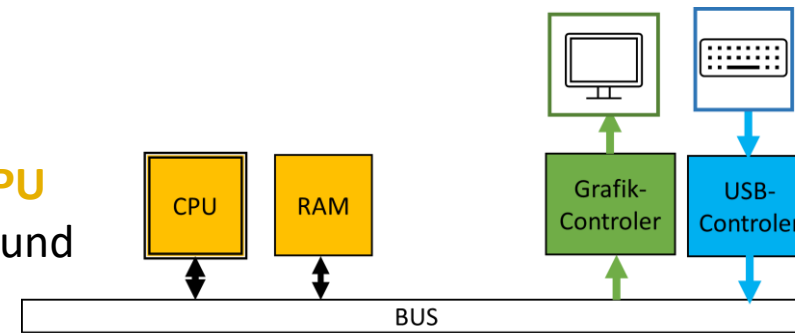 PU
und
CPU
RAM
Grafik-
Controler
USB-
Controler
BUS